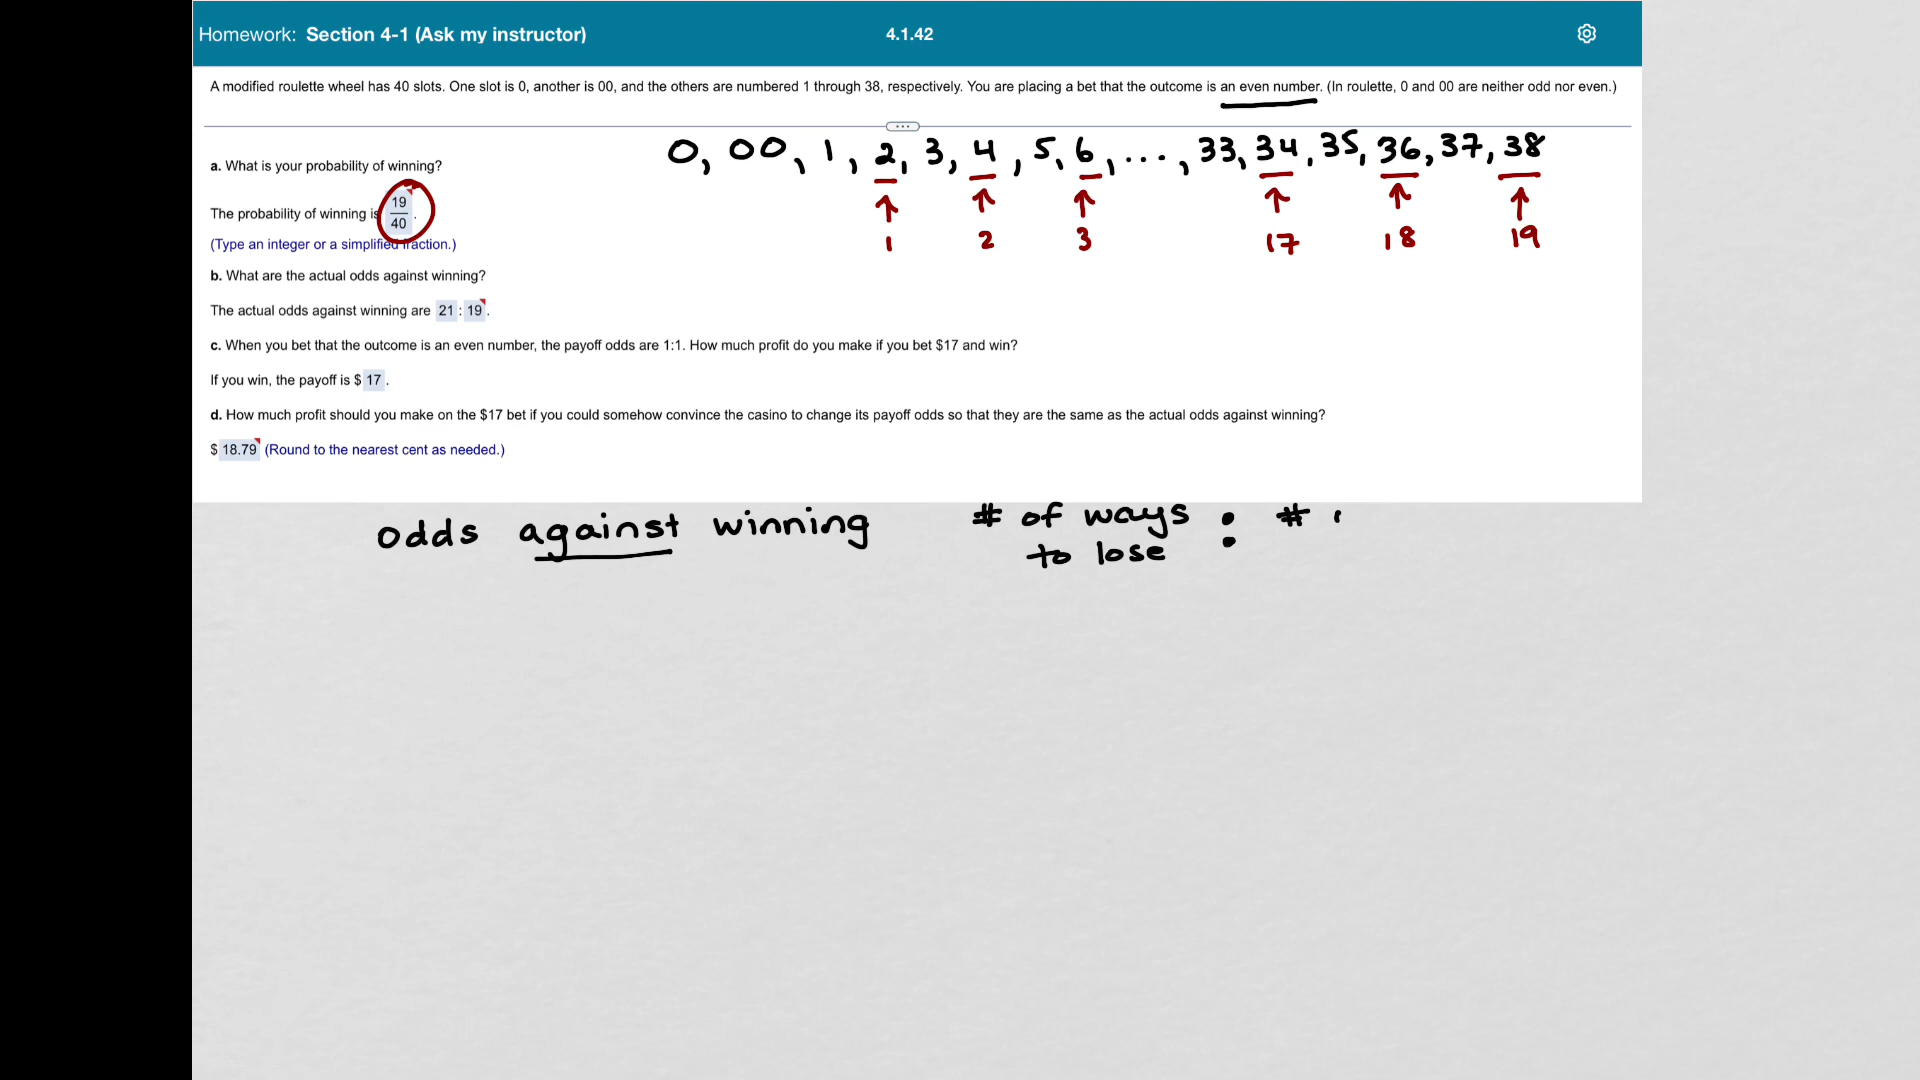 Homework: Section 4-1 (Ask my instructor) 4.1.42
A modified roulette wheel has 40 slots. One slot is 0, another is 00, and the others are numbered 1 through 38, respectively. You are placing a bet that the outcome is an even number. (In roulette, 0 and 00 are neither odd nor even.)
0, 00, 1, 2, 3, 4, 5, 6, ..., 33, 34, 35, 36, 37, 38
1 2 3 17 18 19
a. What is your probability of winning?
The probability of winning is 19/40.
(Type an integer or a simplified fraction.)
b. What are the actual odds against winning?
The actual odds against winning are 21 : 19.
c. When you bet that the outcome is an even number, the payoff odds are 1:1. How much profit do you make if you bet $17 and win?
If you win, the payoff is $ 17.
d. How much profit should you make on the $17 bet if you could somehow convince the casino to change its payoff odds so that they are the same as the actual odds against winning?
$ 18.79 (Round to the nearest cent as needed.)
odds against winning # of ways : #
to lose